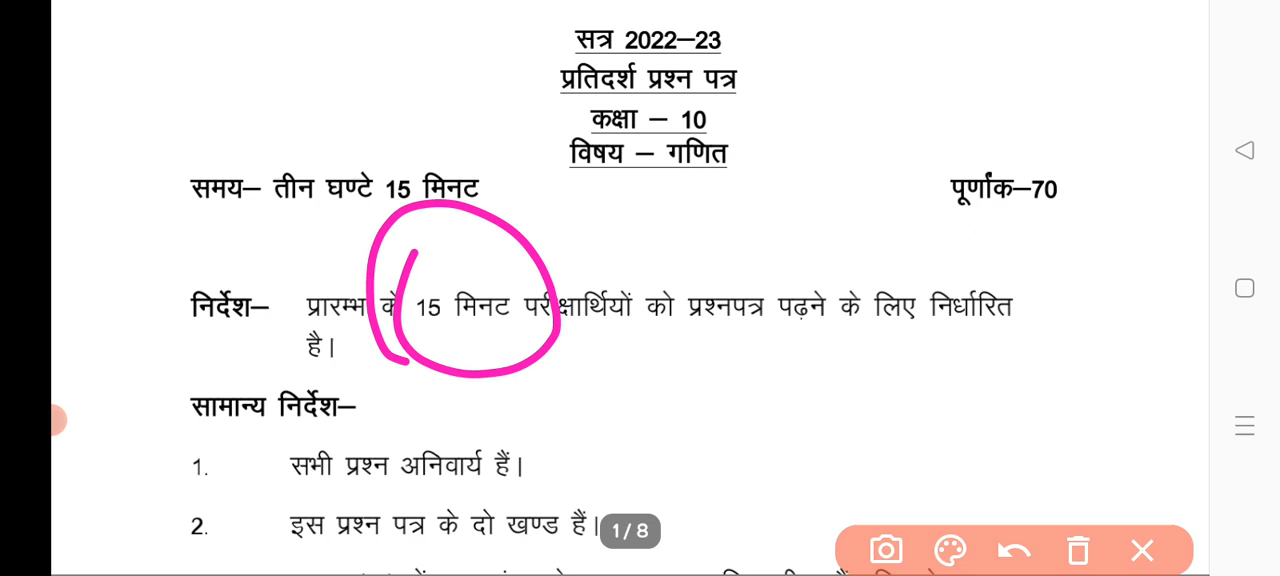 सत्र 2022–23
प्रतिदर्श प्रश्न पत्र
कक्षा – 10
विषय – गणित
समय– तीन घण्टे 15 मिनट पूर्णांक–70
निर्देश– प्रारम्भ के 15 मिनट परीक्षार्थियों को प्रश्नपत्र पढ़ने के लिए निर्धारित
है।
सामान्य निर्देश–
1. सभी प्रश्न अनिवार्य हैं।
2. इस प्रश्न पत्र के दो खण्ड हैं।
1 / 8